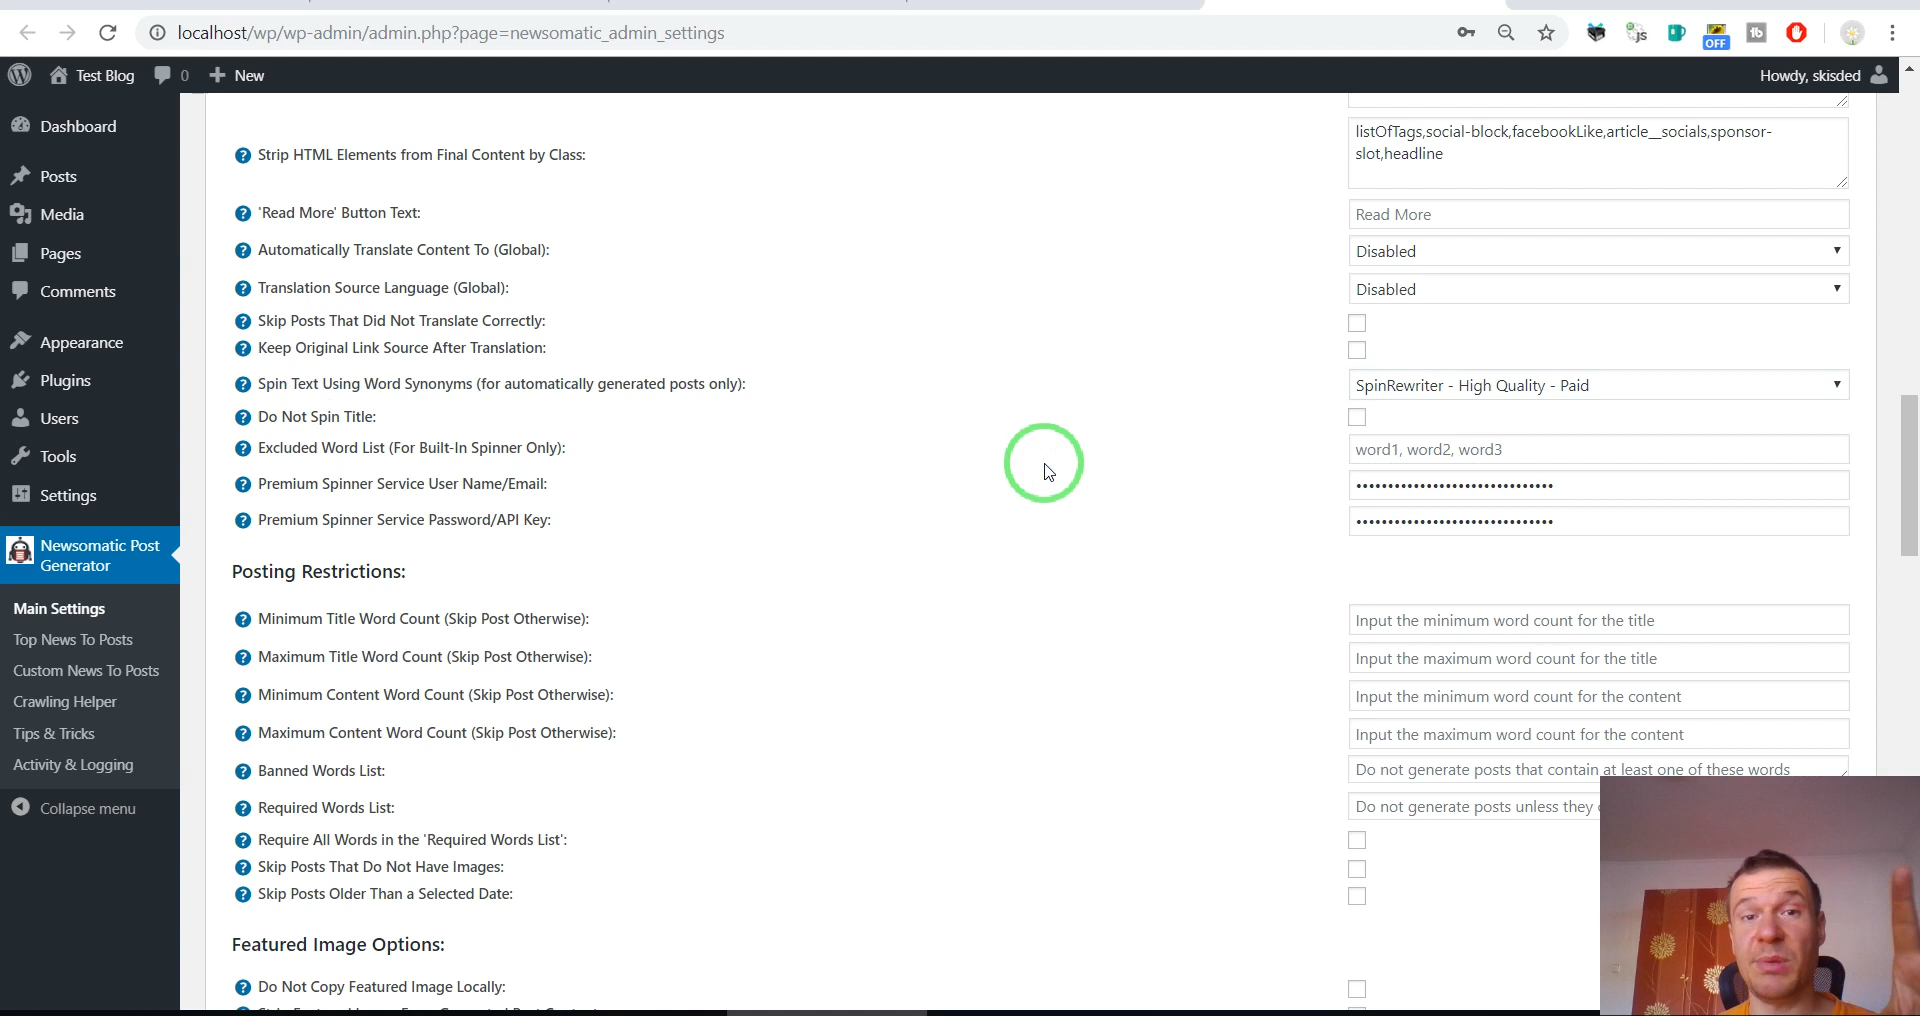 localhost/wp/wp-admin/admin.php?page=newsomatic_admin_settings
JS
OFF
Test Blog
0
New
Howdy, skisded
Dashboard
Posts
Media
Pages
Comments
Appearance
Plugins
Users
Tools
Settings
Newsomatic Post
Generator
Main Settings
Top News To Posts
Custom News To Posts
Crawling Helper
Tips & Tricks
Activity & Logging
Collapse menu
Strip HTML Elements from Final Content by Class:
listOfTags,social-block,facebookLike,article__socials,sponsor-
slot,headline
'Read More' Button Text:
Read More
Automatically Translate Content To (Global):
Disabled
Translation Source Language (Global):
Disabled
Skip Posts That Did Not Translate Correctly:
Keep Original Link Source After Translation:
Spin Text Using Word Synonyms (for automatically generated posts only):
SpinRewriter - High Quality - Paid
Do Not Spin Title:
Excluded Word List (For Built-In Spinner Only):
word1, word2, word3
Premium Spinner Service User Name/Email:
Premium Spinner Service Password/API Key:
Posting Restrictions:
Minimum Title Word Count (Skip Post Otherwise):
Input the minimum word count for the title
Maximum Title Word Count (Skip Post Otherwise):
Input the maximum word count for the title
Minimum Content Word Count (Skip Post Otherwise):
Input the minimum word count for the content
Maximum Content Word Count (Skip Post Otherwise):
Input the maximum word count for the content
Banned Words List:
Do not generate posts that contain at least one of these words
Required Words List:
Do not generate posts unless they
Require All Words in the 'Required Words List':
Skip Posts That Do Not Have Images:
Skip Posts Older Than a Selected Date:
Featured Image Options:
Do Not Copy Featured Image Locally: